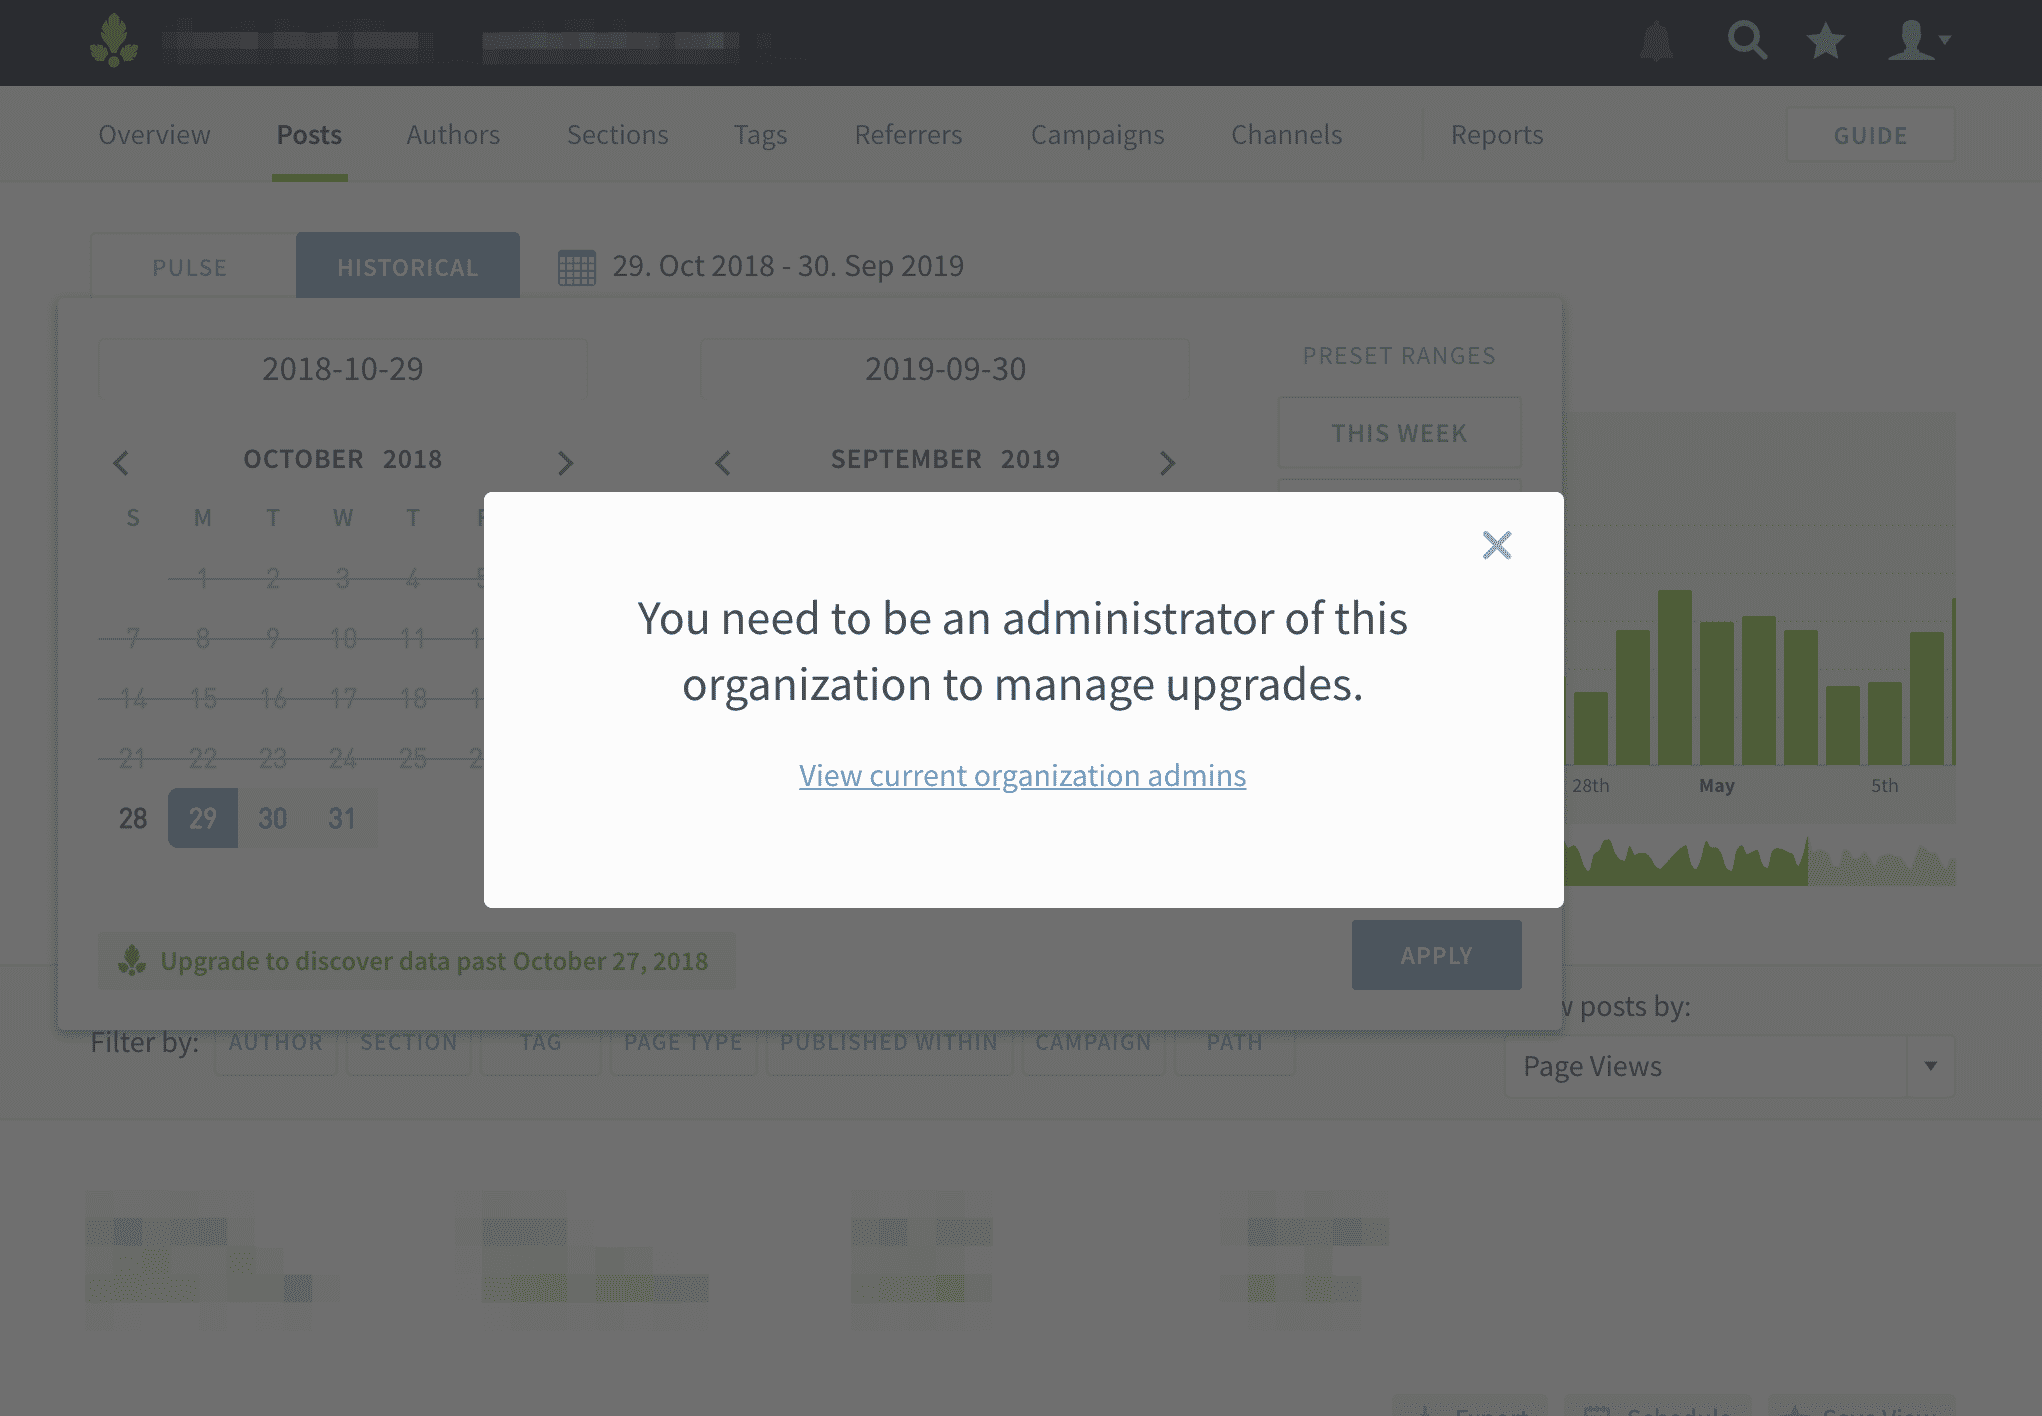 Overview Posts Authors Sections Tags Referrers Campaigns Channels Reports GUIDE
PULSE HISTORICAL 29. Oct 2018 - 30. Sep 2019
2018-10-29 2019-09-30 PRESET RANGES
THIS WEEK
OCTOBER 2018 SEPTEMBER 2019
S M T W T F
1 2 3 4 5
7 8 9 10 11
14 15 16 17 18
21 22 23 24 25
28 29 30 31
You need to be an administrator of this
organization to manage upgrades.
View current organization admins
28th May 5th
Upgrade to discover data past October 27, 2018 APPLY
posts by:
Filter by: AUTHOR SECTION TAG PAGE TYPE PUBLISHED WITHIN CAMPAIGN PATH
Page Views
Export Schedule Save View